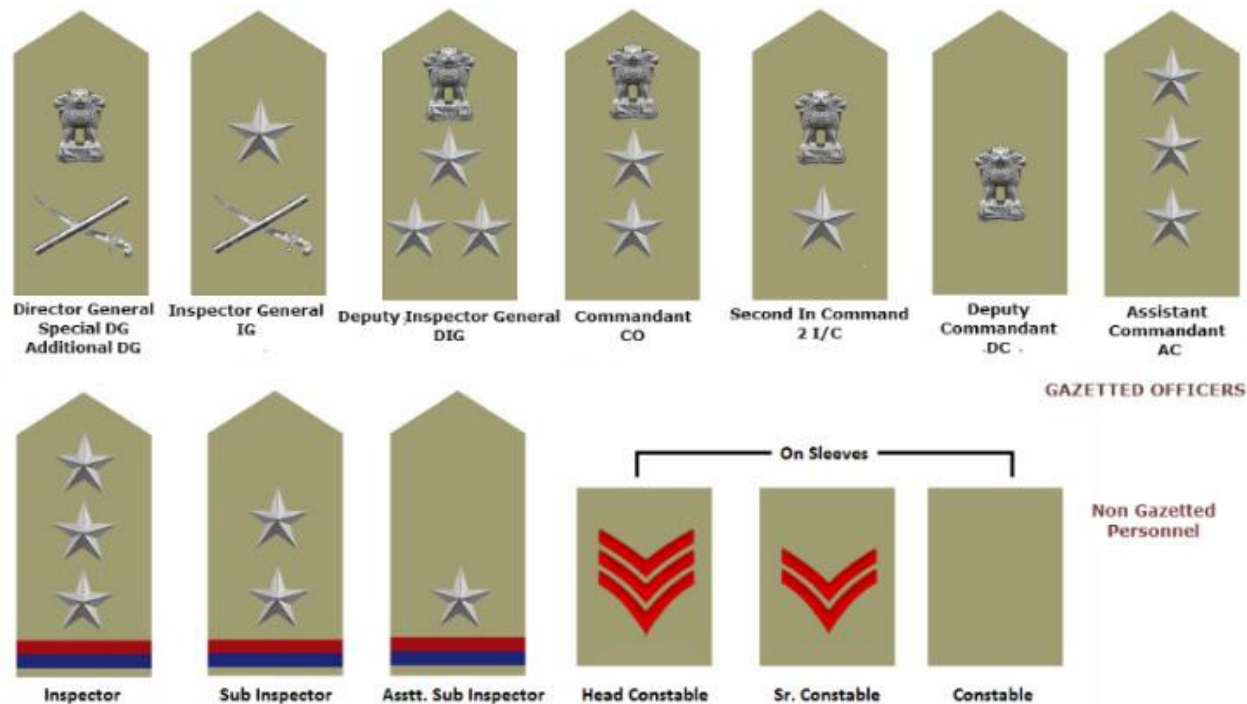 Director General
Special DG
Additional DG
Inspector General
IG
Deputy Inspector General
DIG
Commandant
CO
Second In Command
2 I/C
Deputy
Commandant
DC
Assistant
Commandant
AC
GAZETTED OFFICERS
On Sleeves
Non Gazetted
Personnel
Inspector
Sub Inspector
Asstt. Sub Inspector
Head Constable
Sr. Constable
Constable